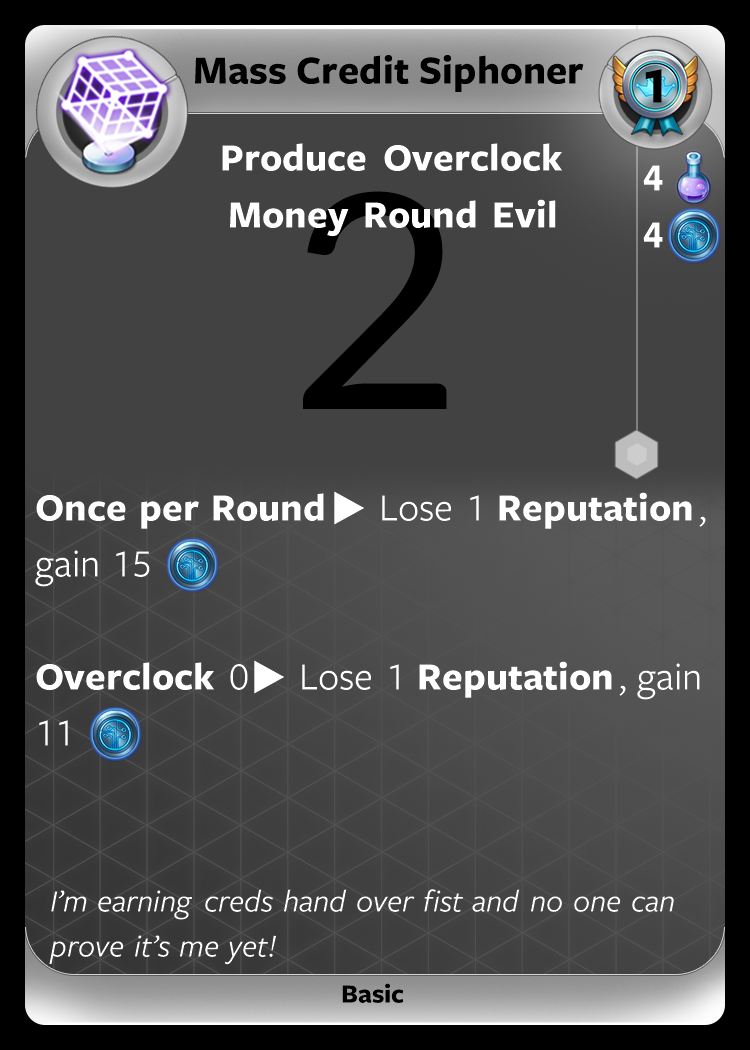 Mass Credit Siphoner
1
Produce Overclock
Money Round Evil
4
4
2
Once per Round▶ Lose 1 Reputation,
gain 15
Overclock 0▶ Lose 1 Reputation, gain
11
I'm earning creds hand over fist and no one can
prove it's me yet!
Basic